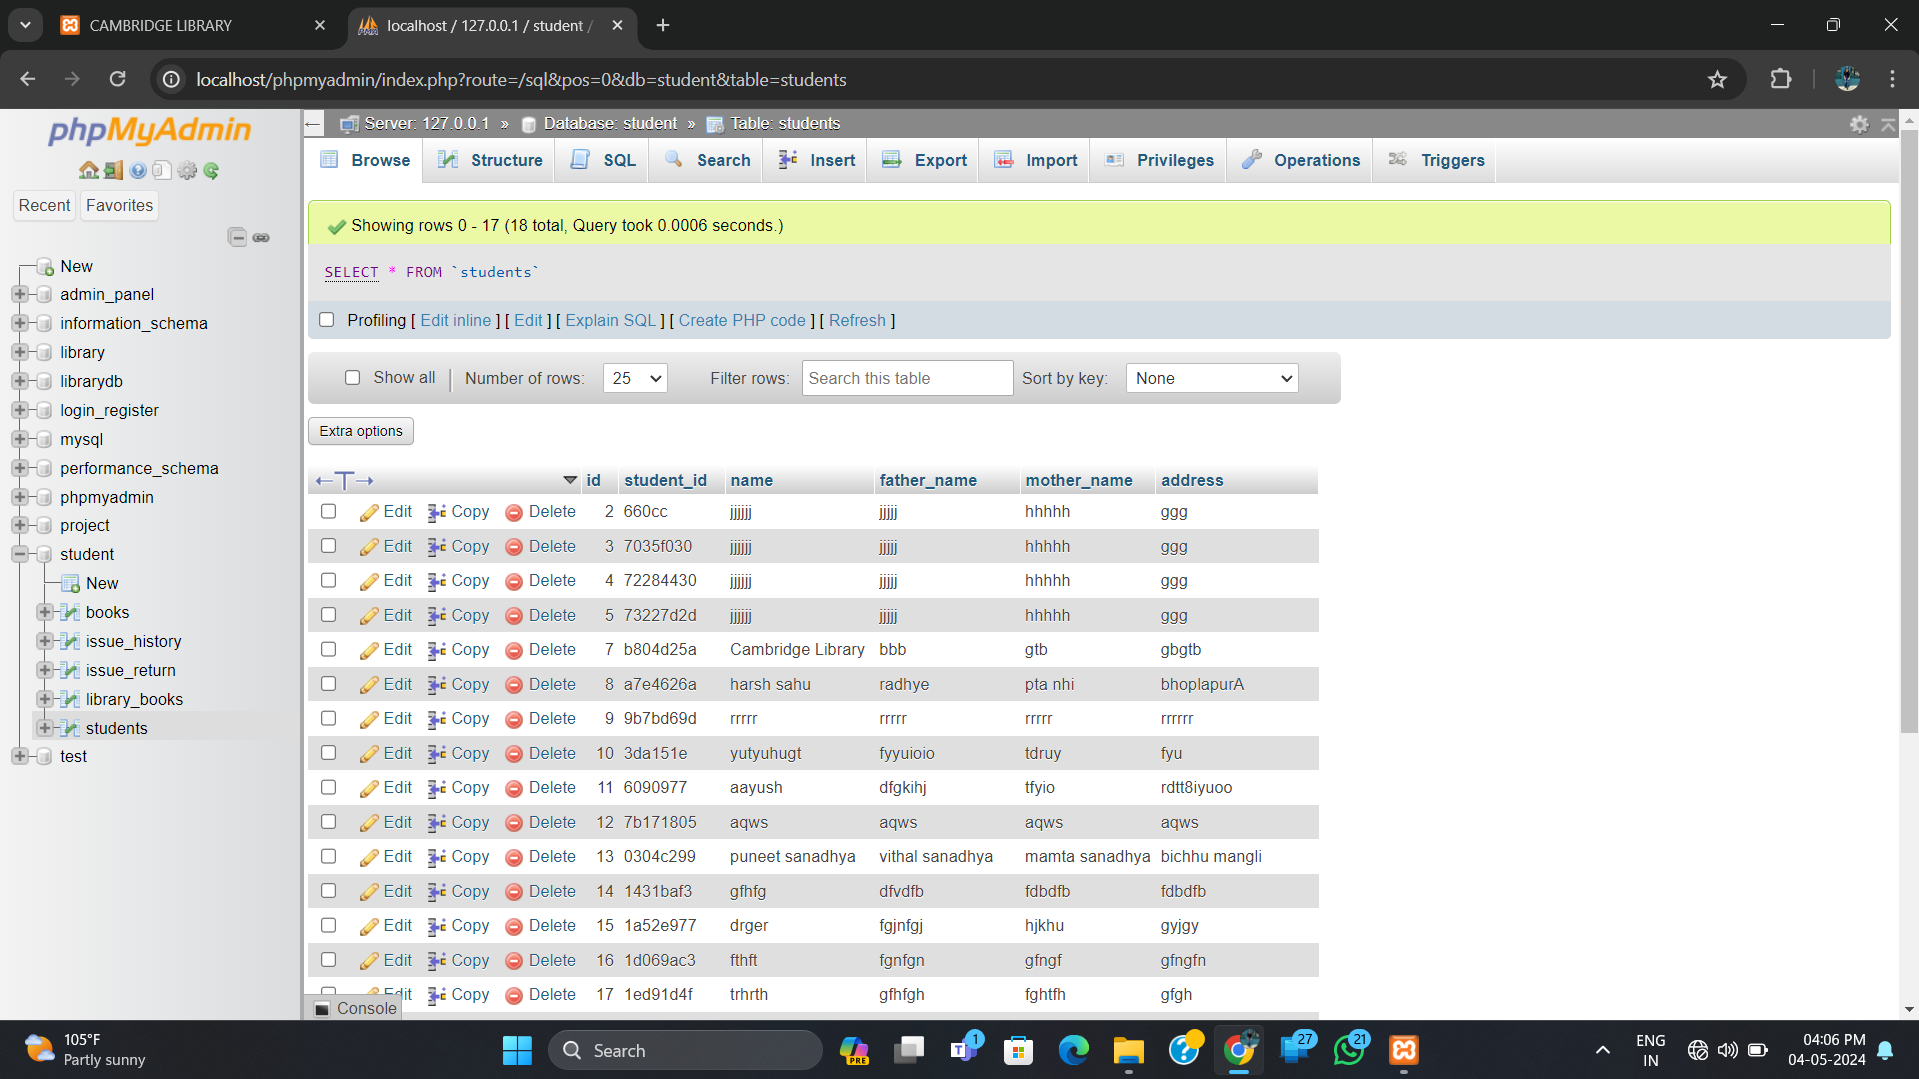 CAMBRIDGE LIBRARY
localhost / 127.0.0.1 / student /
localhost/phpmyadmin/index.php?route=/sql&pos=0&db=student&table=students
phpMyAdmin
Recent Favorites
New
admin_panel
information_schema
library
librarydb
login_register
mysql
performance_schema
phpmyadmin
project
student
New
books
issue_history
issue_return
library_books
students
test
Server: 127.0.0.1 » Database: student » Table: students
Browse Structure SQL Search Insert Export Import Privileges Operations Triggers
Showing rows 0 - 17 (18 total, Query took 0.0006 seconds.)
SELECT * FROM `students`
Profiling [ Edit inline ] [ Edit ] [ Explain SQL ] [ Create PHP code ] [ Refresh ]
Show all | Number of rows: 25 Filter rows: Search this table Sort by key: None
Extra options
←T→ id student_id name father_name mother_name address
Edit Copy Delete 2 660cc jjjjjj jjjjj hhhhh ggg
Edit Copy Delete 3 7035f030 jjjjjj jjjjj hhhhh ggg
Edit Copy Delete 4 72284430 jjjjjj jjjjj hhhhh ggg
Edit Copy Delete 5 73227d2d jjjjjj jjjjj hhhhh ggg
Edit Copy Delete 7 b804d25a Cambridge Library bbb gtb gbgtb
Edit Copy Delete 8 a7e4626a harsh sahu radhye pta nhi bhoplapurA
Edit Copy Delete 9 9b7bd69d rrrrr rrrrr rrrrr rrrrrr
Edit Copy Delete 10 3da151e yutyuhugt fyyuioio tdruy fyu
Edit Copy Delete 11 6090977 aayush dfgkihj tfyio rdtt8iyuoo
Edit Copy Delete 12 7b171805 aqws aqws aqws aqws
Edit Copy Delete 13 0304c299 puneet sanadhya vithal sanadhya mamta sanadhya bichhu mangli
Edit Copy Delete 14 1431baf3 gfhfg dfvdfb fdbdfb fdbdfb
Edit Copy Delete 15 1a52e977 drger fgjnfgj hjkhu gyjgy
Edit Copy Delete 16 1d069ac3 fthft fgnfgn gfngf gfngfn
Edit Copy Delete 17 1ed91d4f trhrth gfhfgh fghtfh gfgh
Console
105°F
Partly sunny
Search
PRE
1
27
21
ENG
IN
04:06 PM
04-05-2024